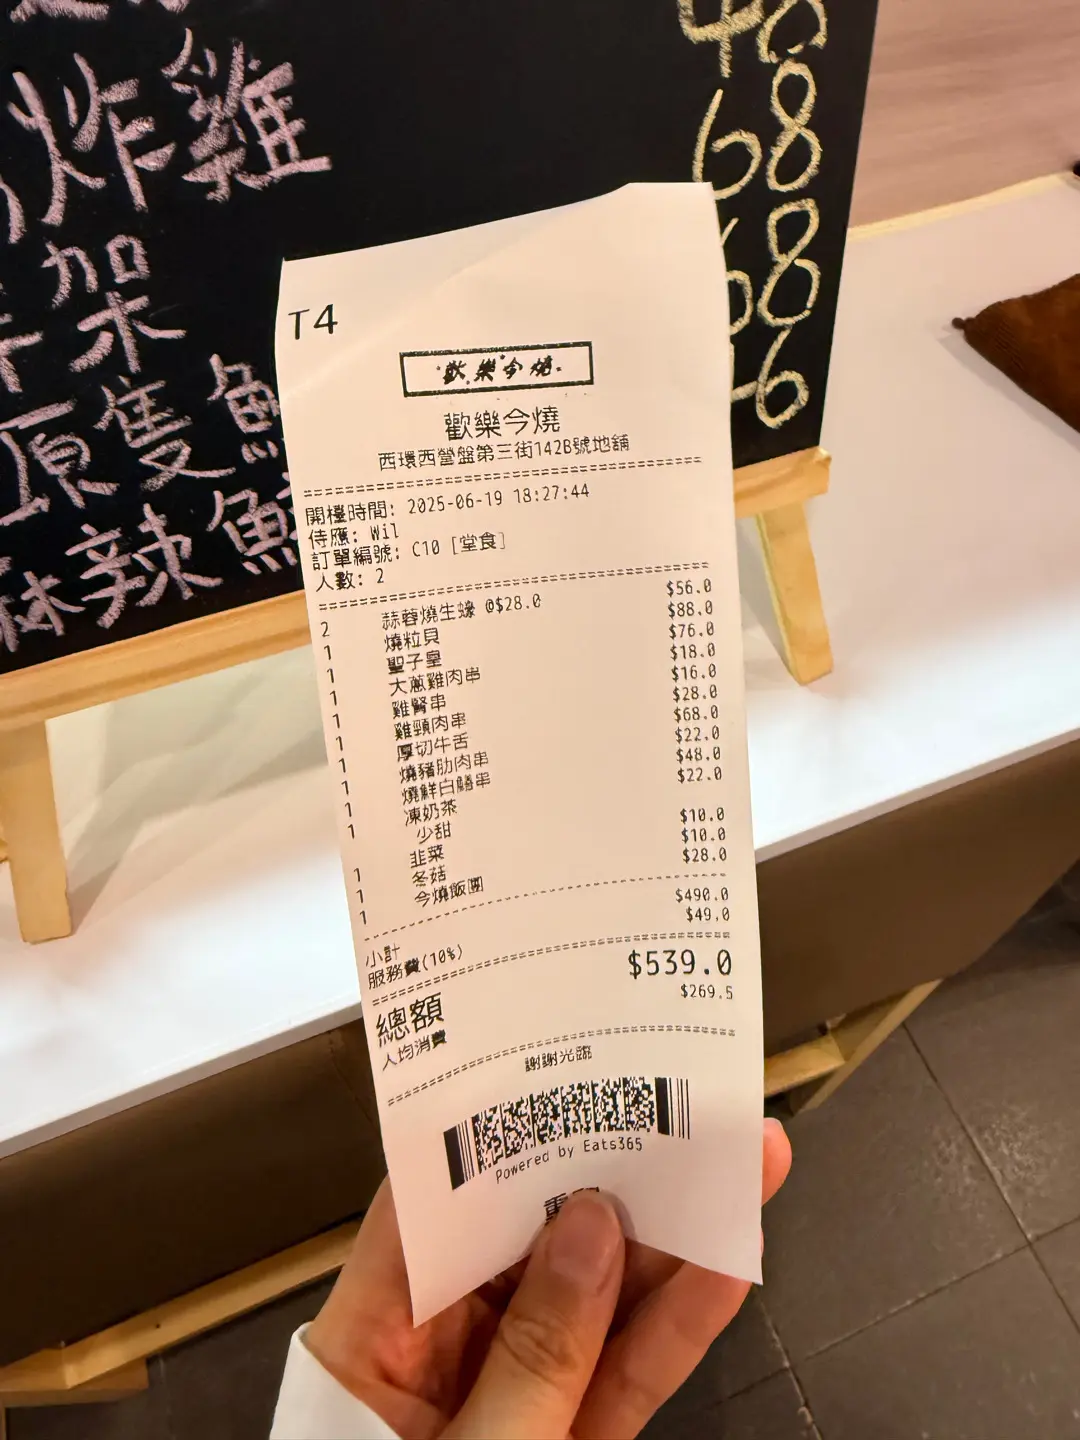 炸雞
架
原隻
麻辣
48
68
68
6
T4
歡樂今燒
歡樂今燒
西環西營盤第三街142B號地舖
開檯時間: 2025-06-19 18:27:44
侍應: Wil
訂單編號: C10 [堂食]
人數: 2
2 蒜蓉燒生蠔 @$28.0 $56.0
1 燒粒貝 $88.0
1 聖子皇 $76.0
1 大蔥雞肉串 $18.0
1 雞腎串 $16.0
1 雞頸肉串 $28.0
1 厚切牛舌 $68.0
1 燒豬肋肉串 $22.0
1 燒鮮白鱔串 $48.0
1 凍奶茶 $22.0
少甜
1 韭菜 $10.0
1 冬菇 $10.0
1 今燒飯團 $28.0
小計 $490.0
服務費(10%) $49.0
總額 $539.0
人均消費 $269.5
謝謝光臨
Powered by Eats365